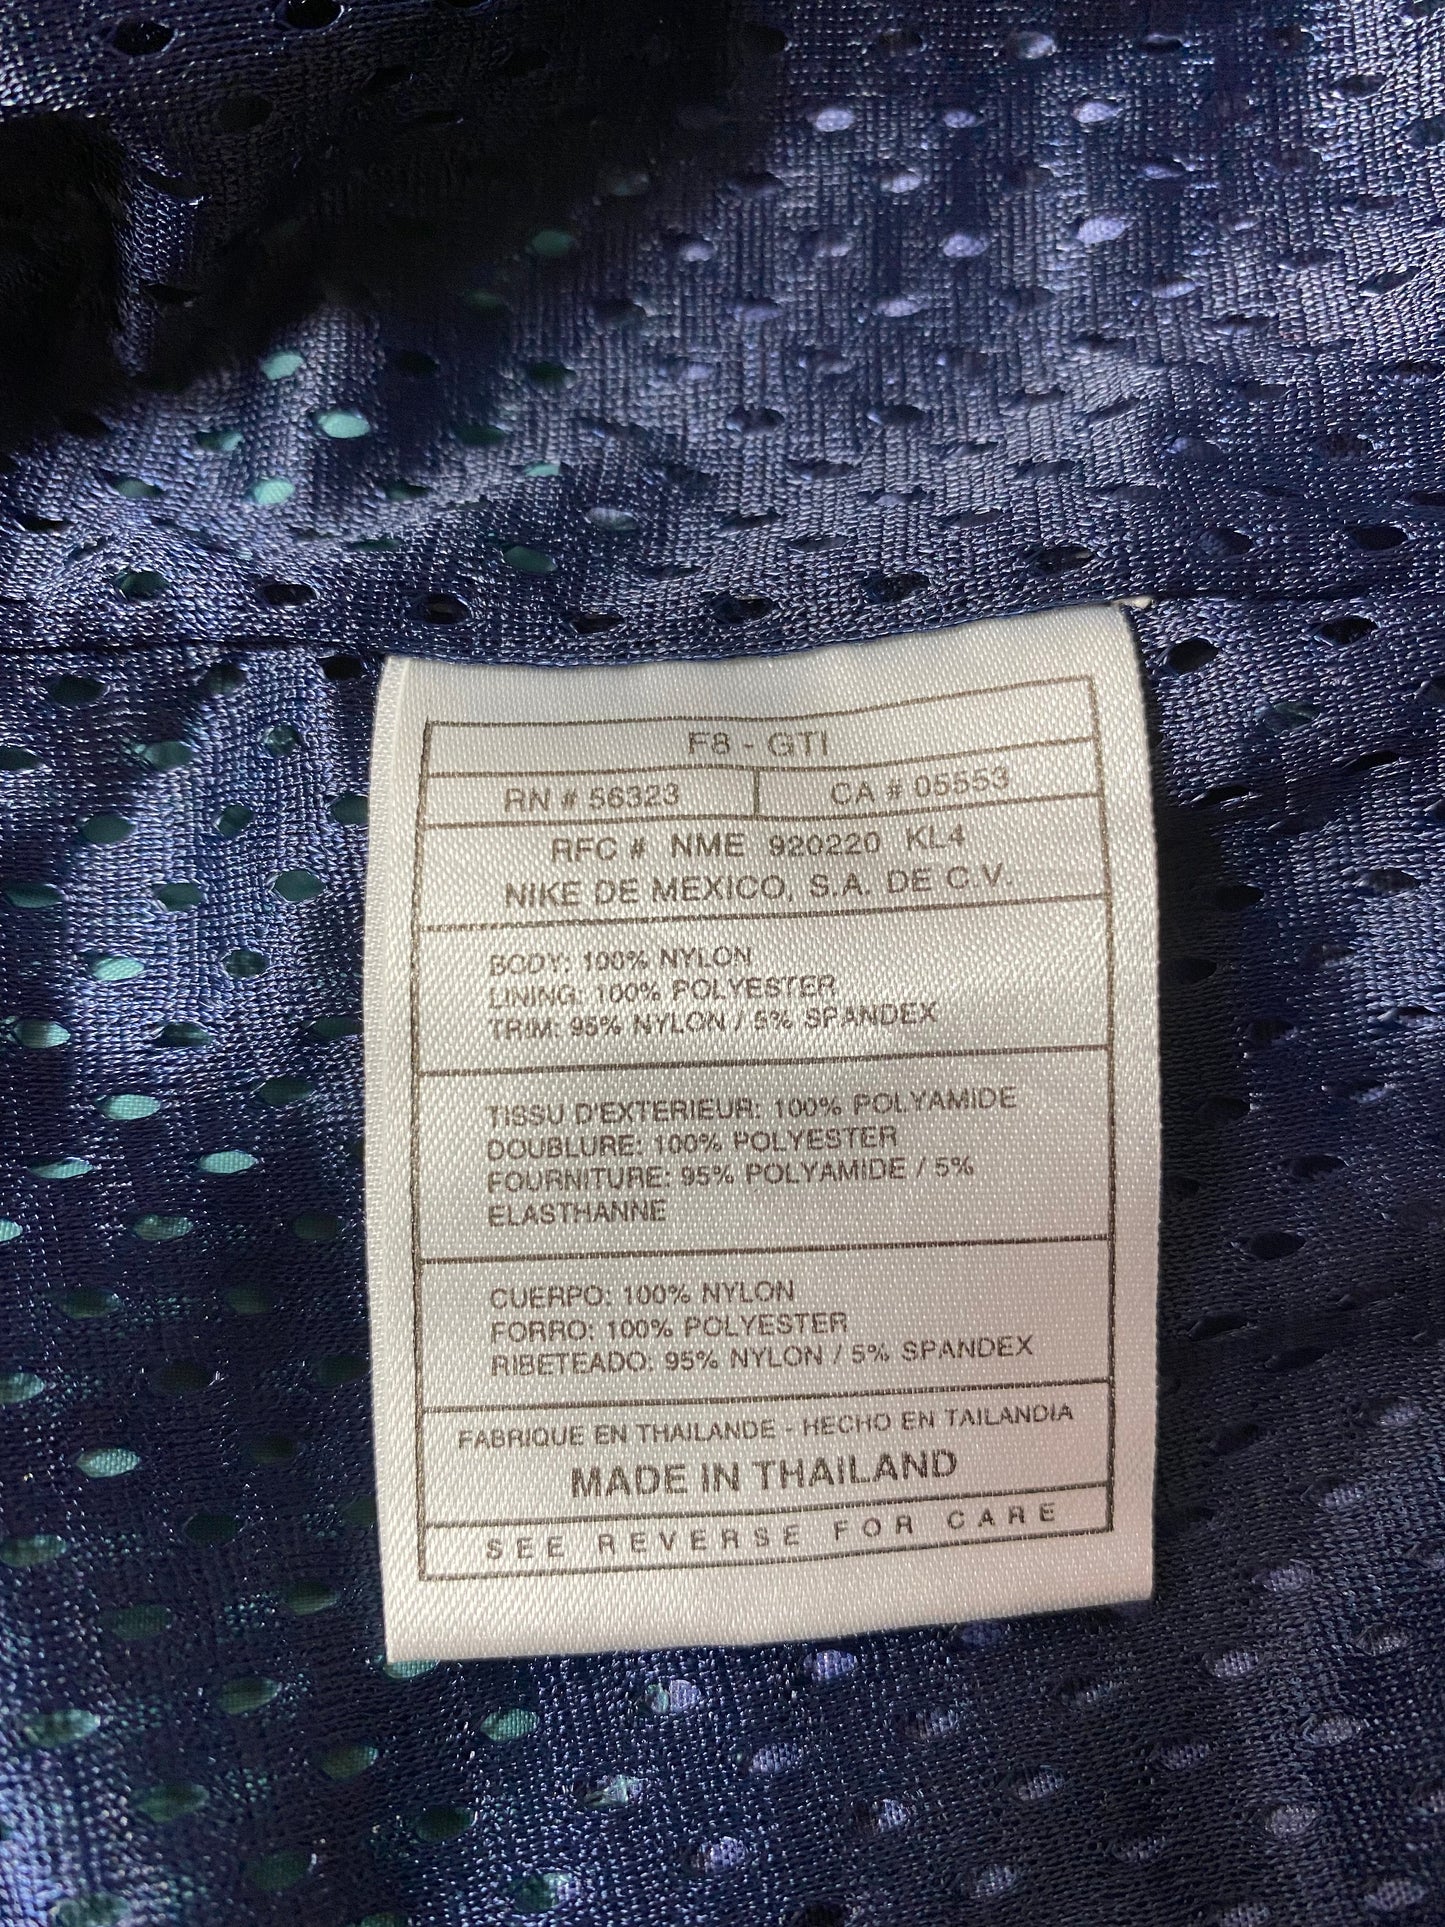 F8 - GTI
RN # 56323 CA # 05553
RFC # NME 920220 KL4
NIKE DE MEXICO, S.A. DE C.V.
BODY: 100% NYLON
LINING: 100% POLYESTER
TRIM: 95% NYLON / 5% SPANDEX
TISSU D'EXTERIEUR: 100% POLYAMIDE
DOUBLURE: 100% POLYESTER
FOURNITURE: 95% POLYAMIDE / 5%
ELASTHANNE
CUERPO: 100% NYLON
FORRO: 100% POLYESTER
RIBETEADO: 95% NYLON / 5% SPANDEX
FABRIQUE EN THAILANDE - HECHO EN TAILANDIA
MADE IN THAILAND
SEE REVERSE FOR CARE